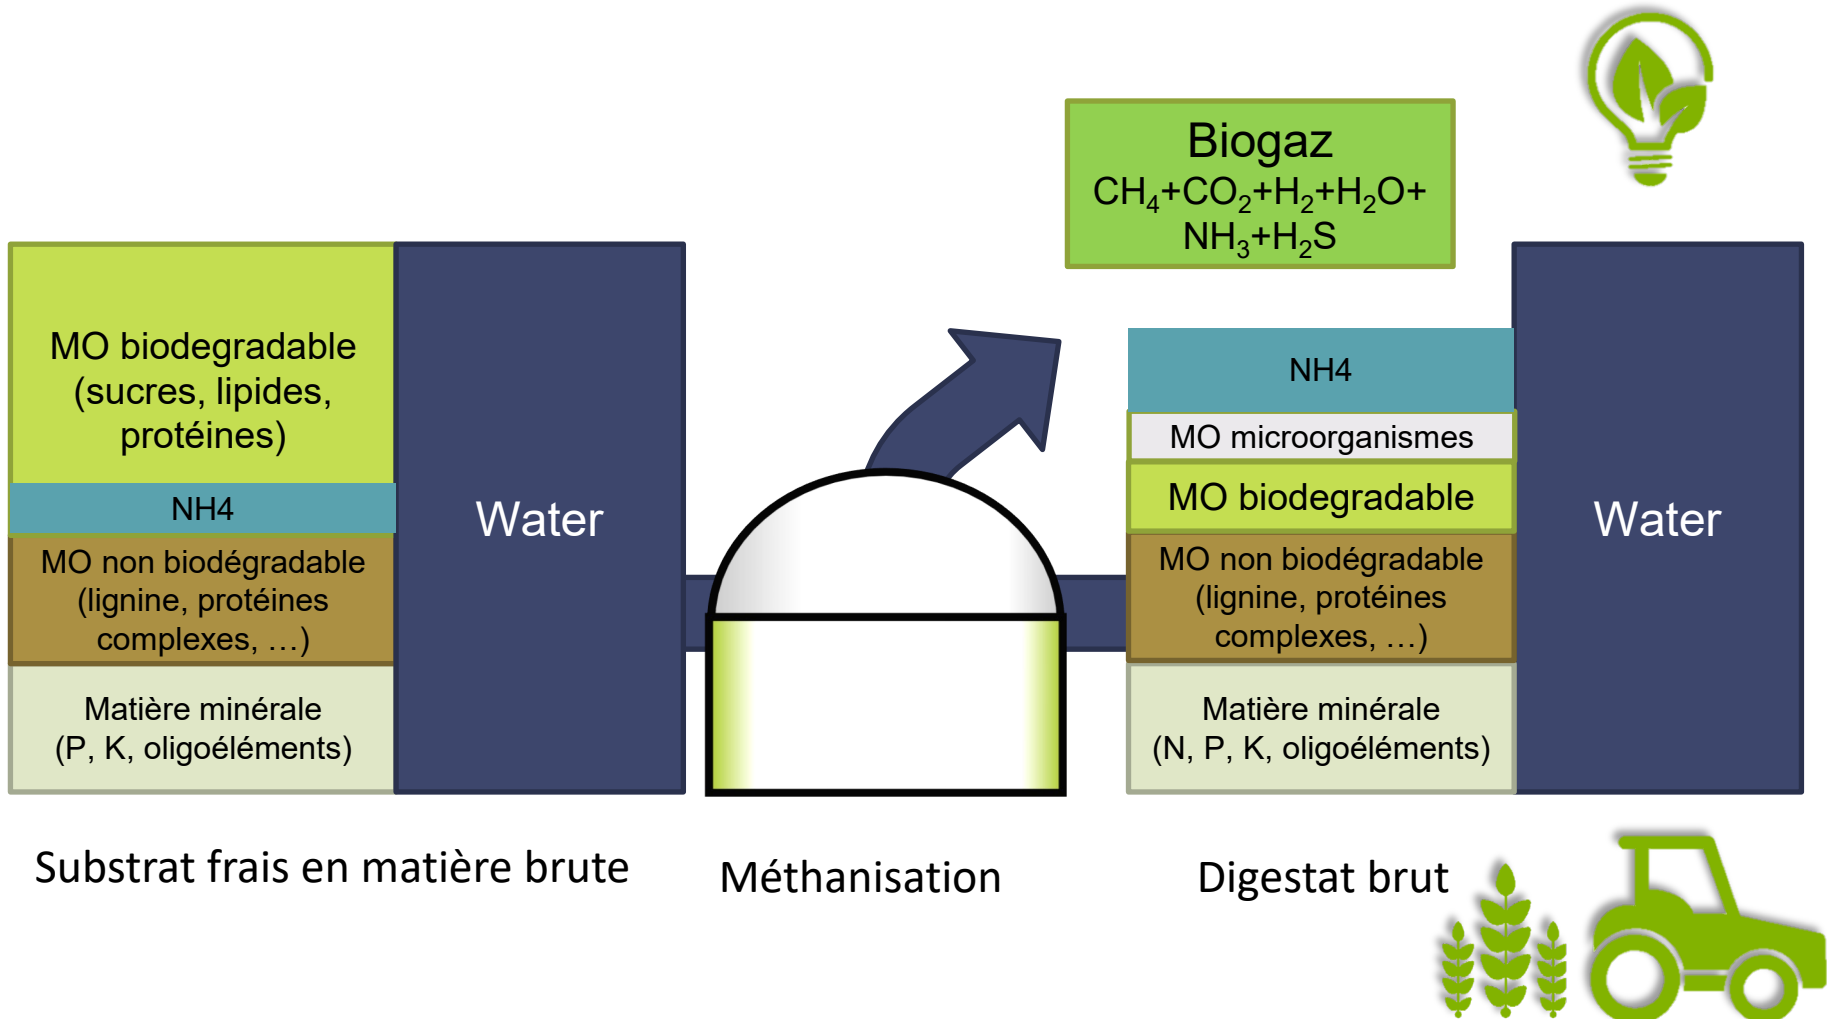 Biogaz
CH₄+CO₂+H₂+H₂O+
NH₃+H₂S
MO biodegradable
(sucres, lipides,
protéines)
NH4
MO non biodégradable
(lignine, protéines
complexes, …)
Matière minérale
(P, K, oligoéléments)
Water
NH4
MO microorganismes
MO biodegradable
MO non biodégradable
(lignine, protéines
complexes, …)
Matière minérale
(N, P, K, oligoéléments)
Water
Substrat frais en matière brute
Méthanisation
Digestat brut